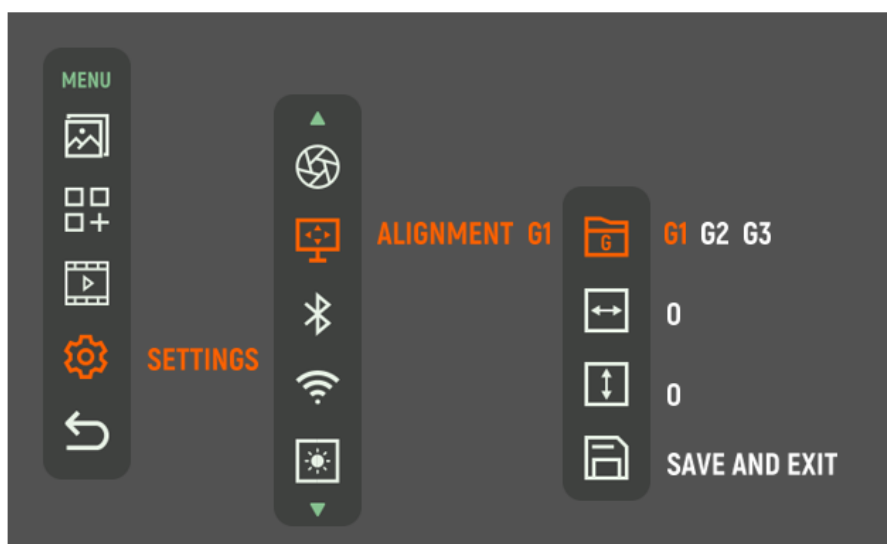 MENU
SETTINGS
ALIGNMENT G1
G
G1 G2 G3
0
0
SAVE AND EXIT